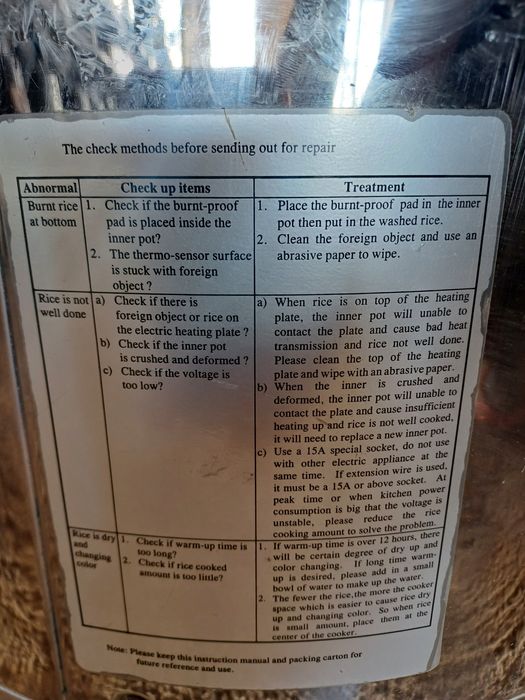 The check methods before sending out for repair
Abnormal
Check up items
Treatment
Burnt rice
at bottom
1. Check if the burnt-proof
pad is placed inside the
inner pot?
2. The thermo-sensor surface
is stuck with foreign
object ?
1. Place the burnt-proof pad in the inner
pot then put in the washed rice.
2. Clean the foreign object and use an
abrasive paper to wipe.
Rice is not
well done
a) Check if there is
foreign object or rice on
the electric heating plate ?
b) Check if the inner pot
is crushed and deformed ?
c) Check if the voltage is
too low?
a) When rice is on top of the heating
plate, the inner pot will unable to
contact the plate and cause bad heat
transmission and rice not well done.
Please clean the top of the heating
plate and wipe with an abrasive paper.
b) When the inner is crushed and
deformed, the inner pot will unable to
contact the plate and cause insufficient
heating up and rice is not well cooked,
it will need to replace a new inner pot.
c) Use a 15A special socket, do not use
with other electric appliance at the
same time. If extension wire is used,
it must be a 15A or above socket. At
peak time or when kitchen power
consumption is big that the voltage is
unstable, please reduce the rice
cooking amount to solve the problem.
Rice is dry
and
changing
color
1. Check if warm-up time is
too long?
2. Check if rice cooked
amount is too little?
1. If warm-up time is over 12 hours, there
will be certain degree of dry up and
color changing. If long time warm-
up is desired, please add in a small
bowl of water to make up the water.
2. The fewer the rice, the more the cooker
space which is easier to cause rice dry
up and changing color. So when rice
is small amount, place them at the
center of the cooker.
Note: Please keep this instruction manual and packing carton for
future reference and use.